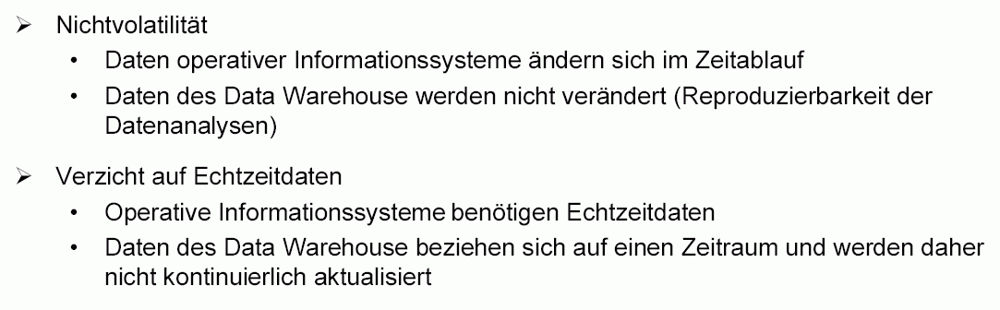 ➢ Nichtvolatilität
• Daten operativer Informationssysteme ändern sich im Zeitablauf
• Daten des Data Warehouse werden nicht verändert (Reproduzierbarkeit der
Datenanalysen)
➢ Verzicht auf Echtzeitdaten
• Operative Informationssysteme benötigen Echtzeitdaten
• Daten des Data Warehouse beziehen sich auf einen Zeitraum und werden daher
nicht kontinuierlich aktualisiert